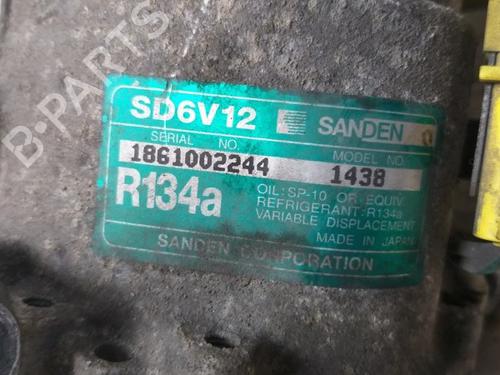 B-PARTS
SD6V12 SANDEN
SERIAL NO. MODEL NO.
1861002244 1438
R134a
OIL: SP-10 OR EQUIV.
REFRIGERANT: R134a
VARIABLE DISPLACEMENT
MADE IN JAPAN
SANDEN CORPORATION